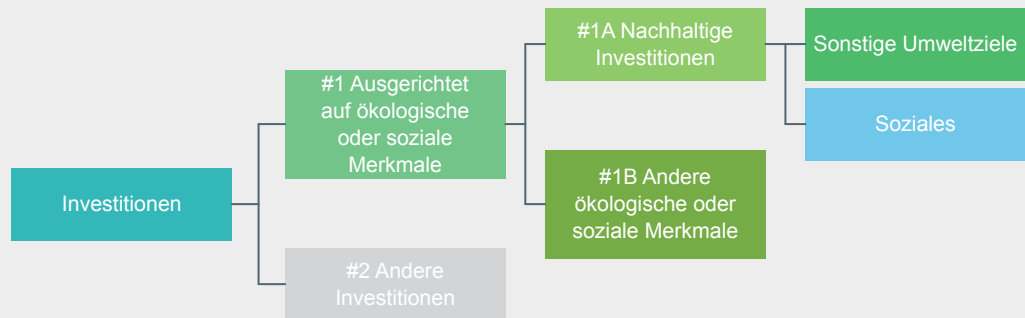 Investitionen
#1 Ausgerichtet
auf ökologische
oder soziale
Merkmale
#2 Andere
Investitionen
#1A Nachhaltige
Investitionen
#1B Andere
ökologische oder
soziale Merkmale
Sonstige Umweltziele
Soziales